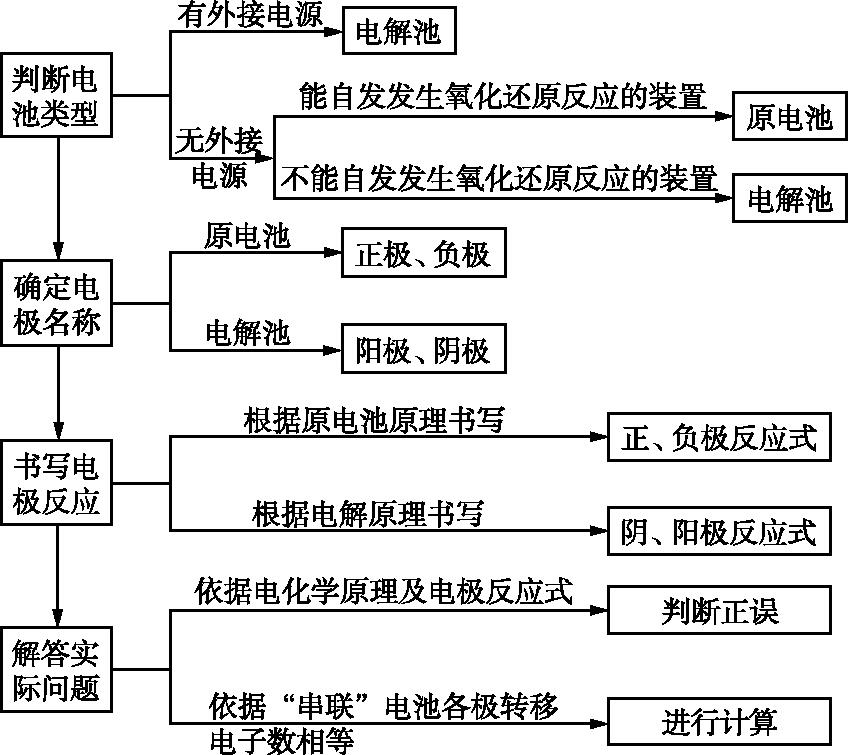 有外接电源
电解池
判断电
池类型
能自发发生氧化还原反应的装置
原电池
无外接
电源
不能自发发生氧化还原反应的装置
电解池
原电池
正极、负极
确定电
极名称
电解池
阳极、阴极
根据原电池原理书写
正、负极反应式
书写电
极反应
根据电解原理书写
阴、阳极反应式
依据电化学原理及电极反应式
判断正误
解答实
际问题
依据“串联”电池各极转移
电子数相等
进行计算